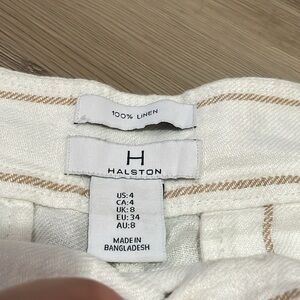 100% LINEN
H
HALSTON
US: 4
CA: 4
UK: 8
EU: 34
AU: 8
MADE IN
BANGLADESH